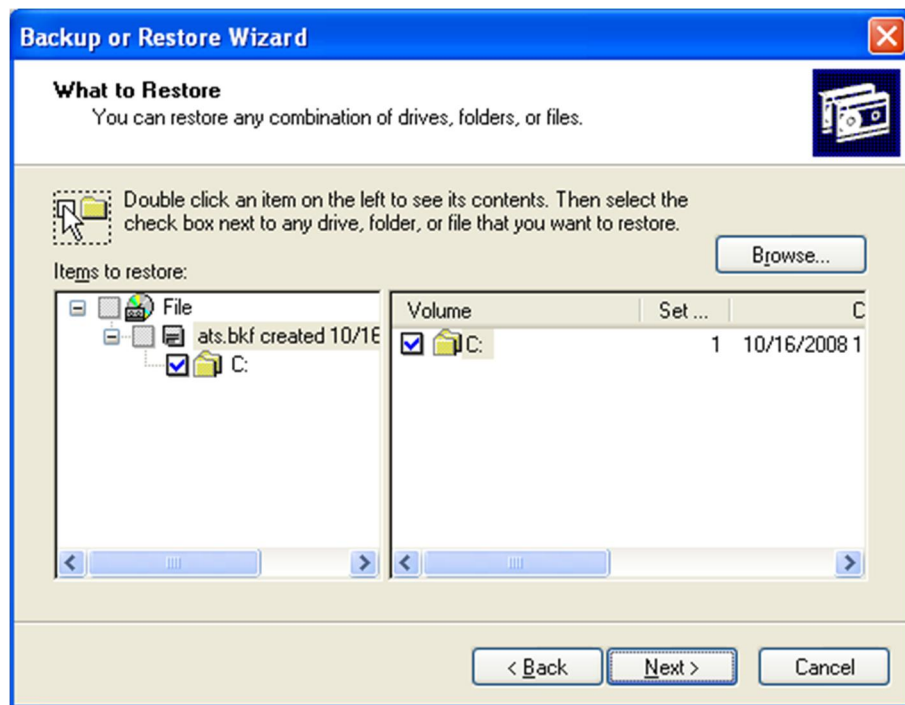 Backup or Restore Wizard
What to Restore
You can restore any combination of drives, folders, or files.
Double click an item on the left to see its contents. Then select the
check box next to any drive, folder, or file that you want to restore.
Browse...
Items to restore:
File
ats.bkf created 10/16
C:
Volume Set ... C
C: 1 10/16/2008 1
< Back Next > Cancel